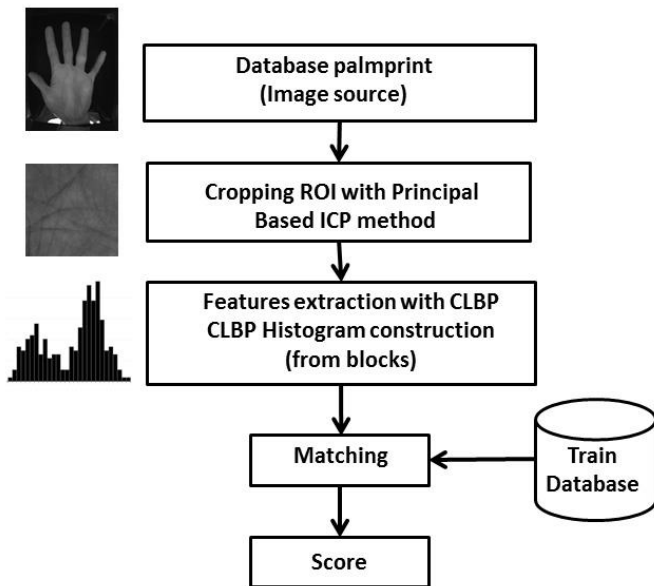 Database palmprint
(Image source)
Cropping ROI with Principal
Based ICP method
Features extraction with CLBP
CLBP Histogram construction
(from blocks)
Matching
Train
Database
Score